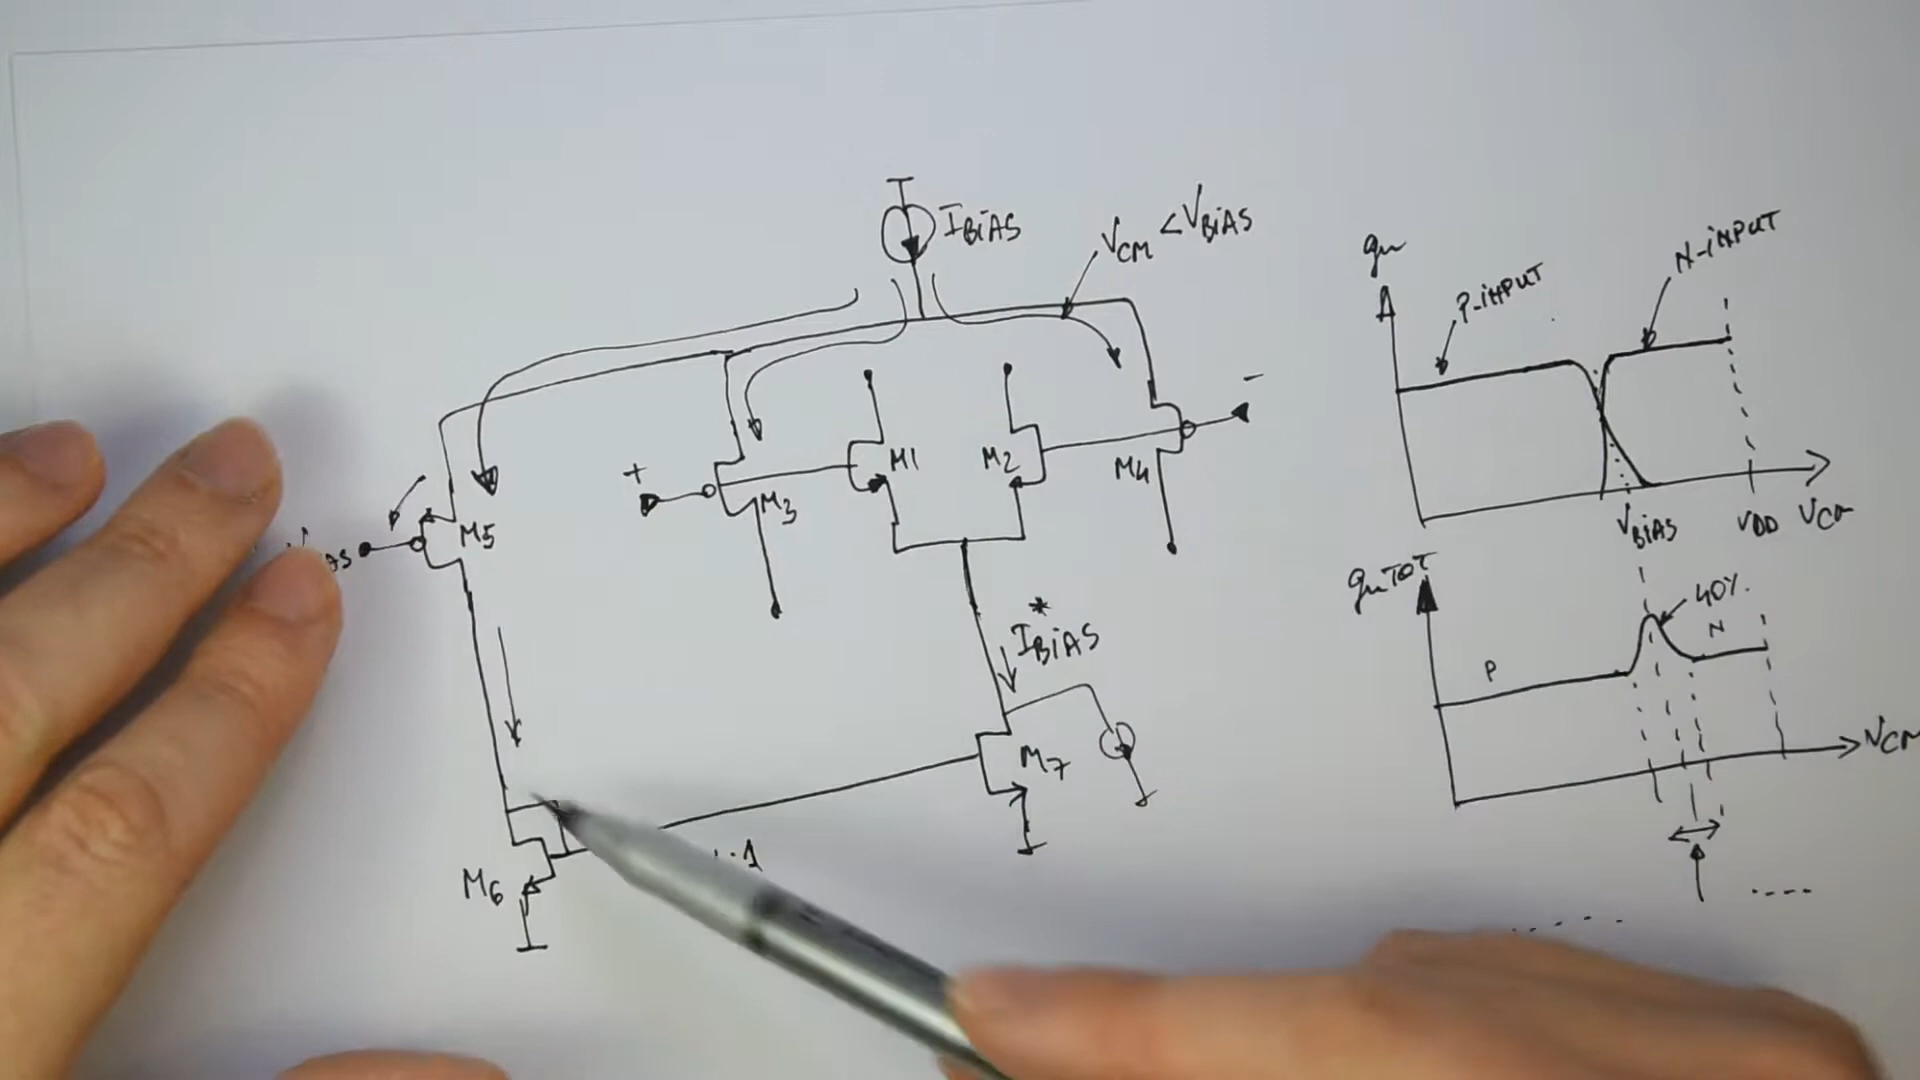 IBIAS
VCM < VBIAS
gm
P-INPUT
N-INPUT
+
-
M1
M2
M3
M4
M5
VBIAS
VDD
VCM
gmTOT
40%
P
N
*
IBIAS
M7
VCM
M6